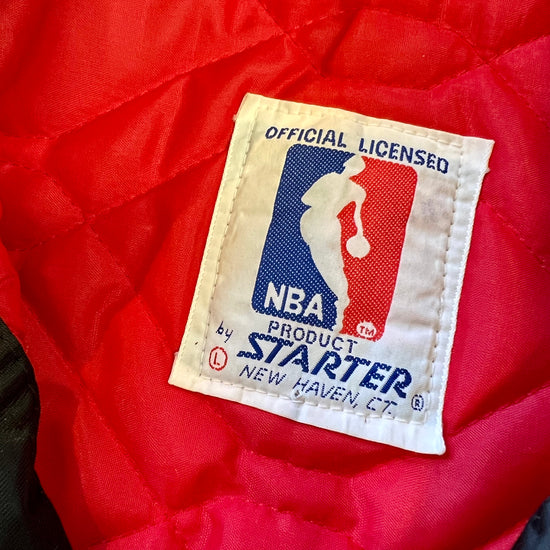 OFFICIAL LICENSED
NBA
TM
PRODUCT
by STARTER ®
L
NEW HAVEN, CT.